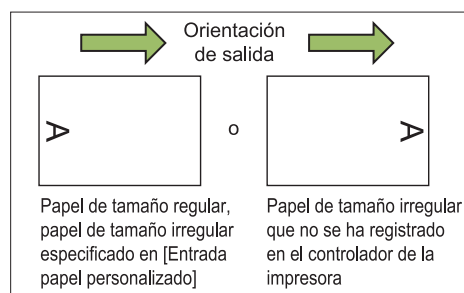 Orientación
de salida
A
o
A
Papel de tamaño regular,
papel de tamaño irregular
especificado en [Entrada
papel personalizado]
Papel de tamaño irregular
que no se ha registrado
en el controlador de la
impresora